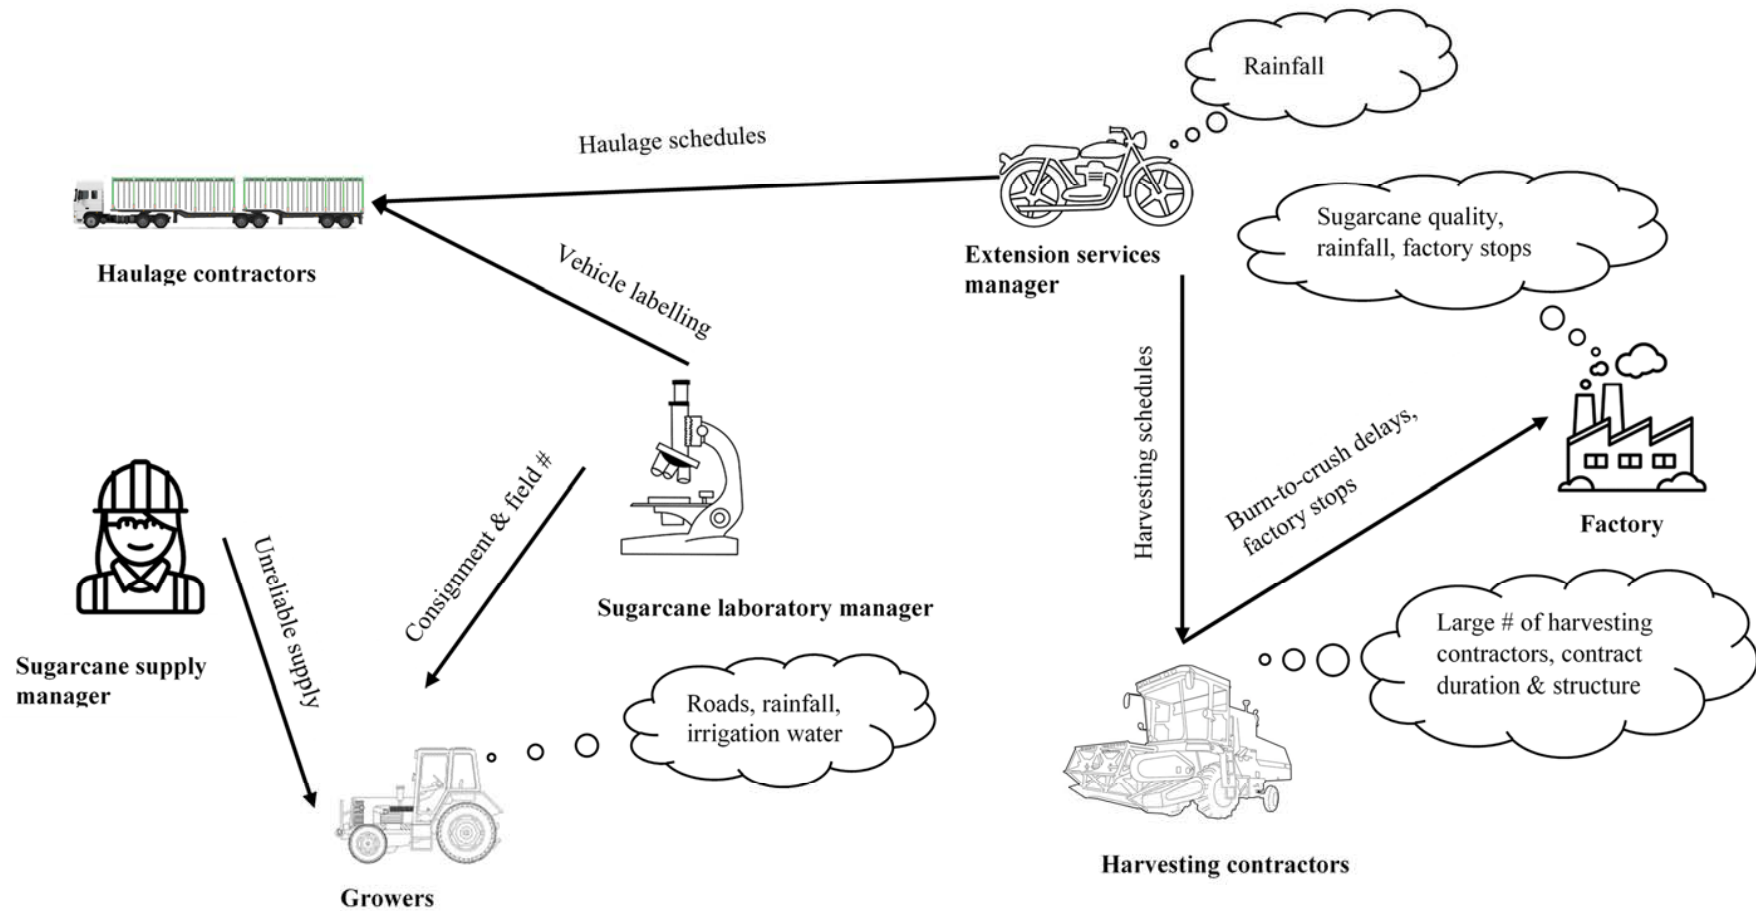 Rainfall
Haulage schedules
Sugarcane quality,
rainfall, factory stops
Haulage contractors
Vehicle labelling
Extension services
manager
Harvesting schedules
Burn-to-crush delays,
factory stops
Factory
Consignment & field #
Unreliable supply
Sugarcane laboratory manager
Sugarcane supply
manager
Large # of harvesting
contractors, contract
duration & structure
Roads, rainfall,
irrigation water
Harvesting contractors
Growers